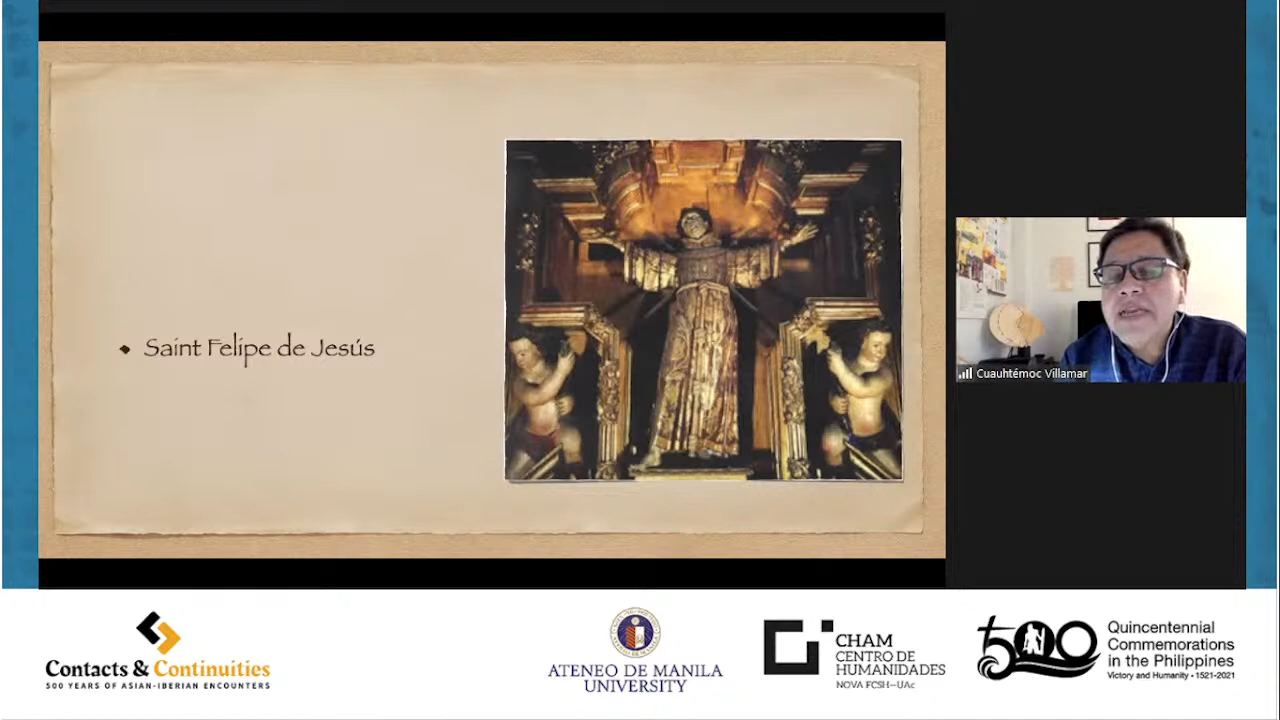 Saint Felipe de Jesús
Cuauhtémoc Villamar
Contacts & Continuities
500 YEARS OF ASIAN-IBERIAN ENCOUNTERS
ATENEO DE MANILA
UNIVERSITY
CHAM
CENTRO DE
HUMANIDADES
NOVA FCSH—UAc
500
Quincentennial
Commemorations
in the Philippines
Victory and Humanity • 1521-2021